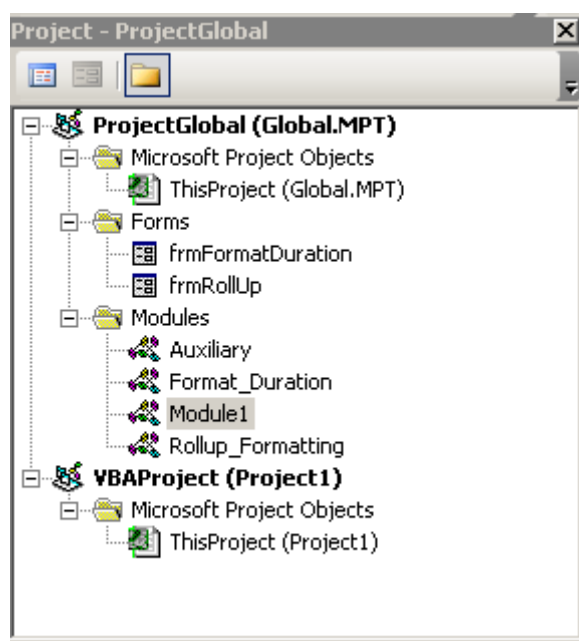 Project - ProjectGlobal
ProjectGlobal (Global.MPT)
Microsoft Project Objects
ThisProject (Global.MPT)
Forms
frmFormatDuration
frmRollUp
Modules
Auxiliary
Format_Duration
Module1
Rollup_Formatting
VBAProject (Project1)
Microsoft Project Objects
ThisProject (Project1)